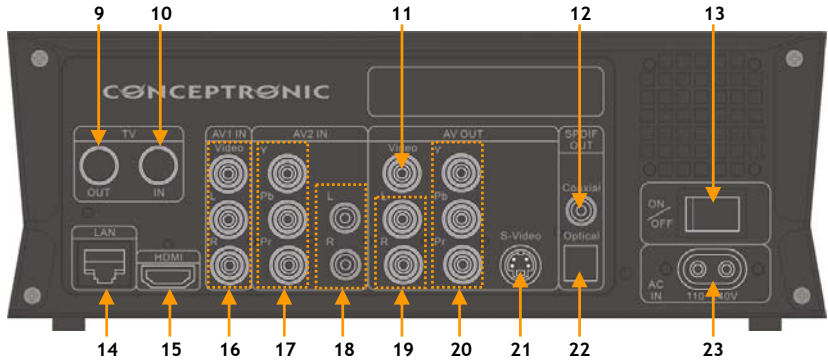 9 10 11 12 13
CONCEPTRONIC
TV AV1 IN AV2 IN AV OUT SPDIF OUT
Video Y Video Y
OUT IN
L Pb L L Pb Coaxial
ON OFF
R Pr R R Pr S-Video Optical
LAN HDMI
AC IN 110
40V
14 15 16 17 18 19 20 21 22 23